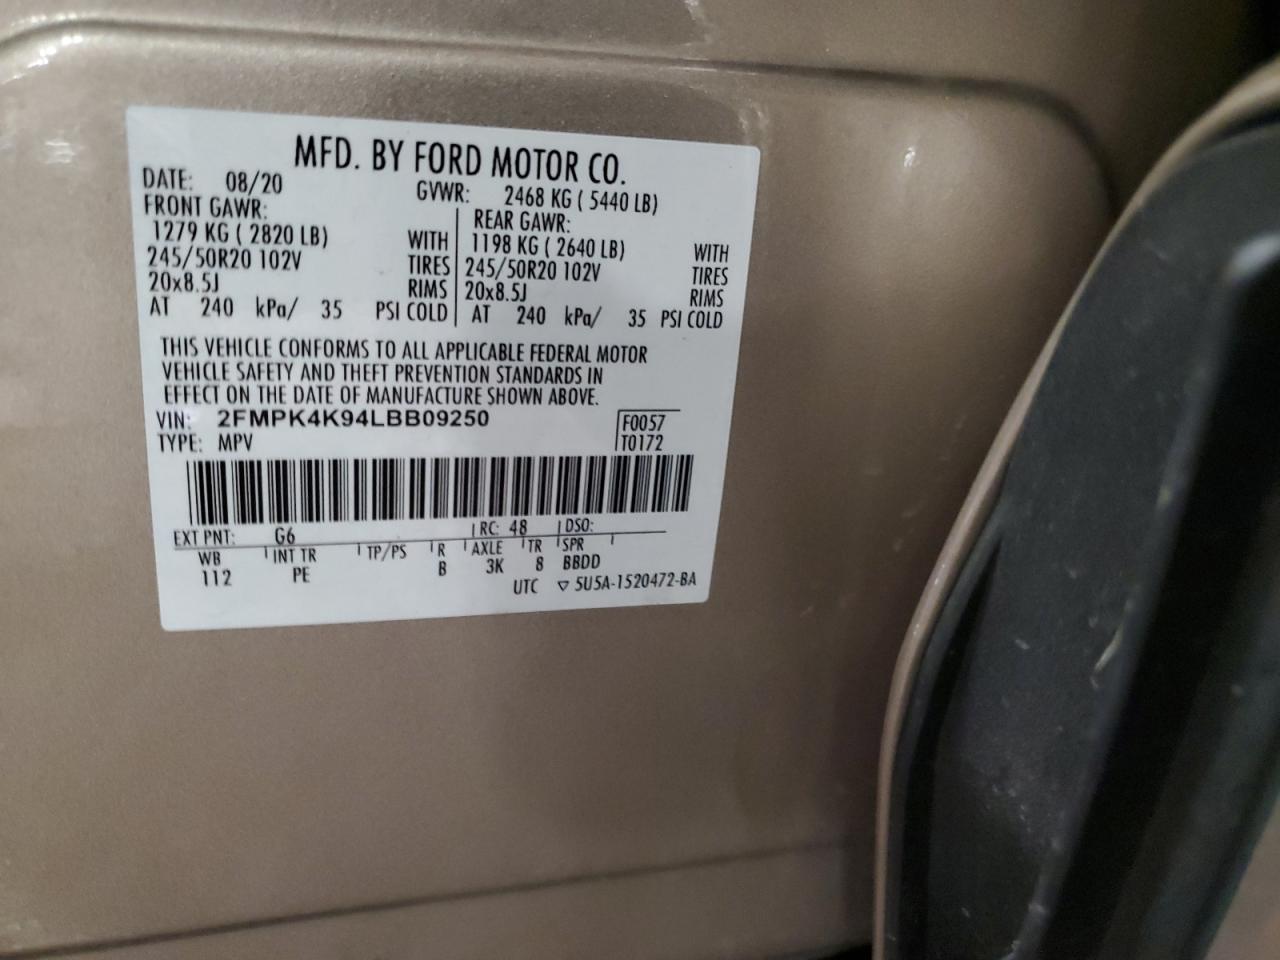 MFD. BY FORD MOTOR CO.
DATE: 08/20 GVWR: 2468 KG ( 5440 LB)
FRONT GAWR: REAR GAWR:
1279 KG ( 2820 LB) WITH 1198 KG ( 2640 LB) WITH
245/50R20 102V TIRES 245/50R20 102V TIRES
20x8.5J RIMS 20x8.5J RIMS
AT 240 kPa/ 35 PSI COLD AT 240 kPa/ 35 PSI COLD
THIS VEHICLE CONFORMS TO ALL APPLICABLE FEDERAL MOTOR
VEHICLE SAFETY AND THEFT PREVENTION STANDARDS IN
EFFECT ON THE DATE OF MANUFACTURE SHOWN ABOVE.
VIN: 2FMPK4K94LBB09250 F0057
TYPE: MPV T0172
EXT PNT: G6 RC: 48 DSO:
WB INT TR TP/PS R AXLE TR SPR
112 PE B 3K 8 BBDD
UTC ▽ 5U5A-1520472-BA